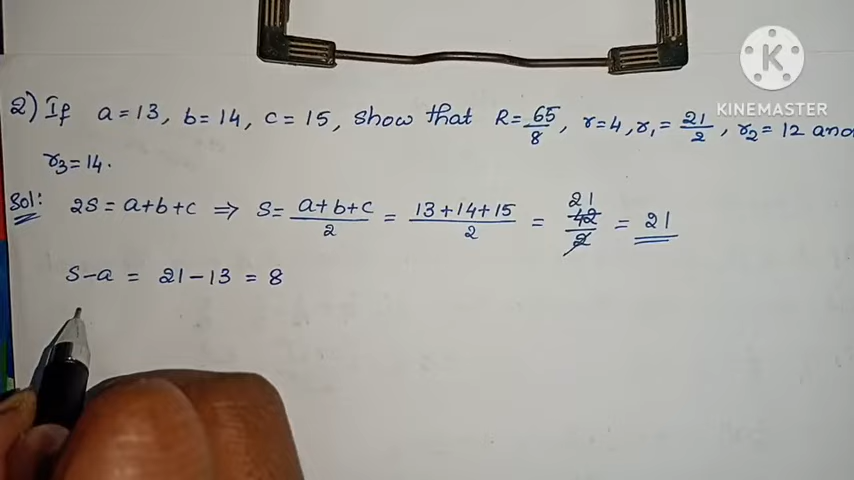 KINEMASTER
2) If a = 13, b = 14, c = 15, show that R = 65/8, r = 4, r₁ = 21/2, r₂ = 12 and
r₃ = 14.
Sol: 2S = a+b+c ⇒ S = a+b+c/2 = 13+14+15/2 = 42/2 21 = 21
S-a = 21-13 = 8